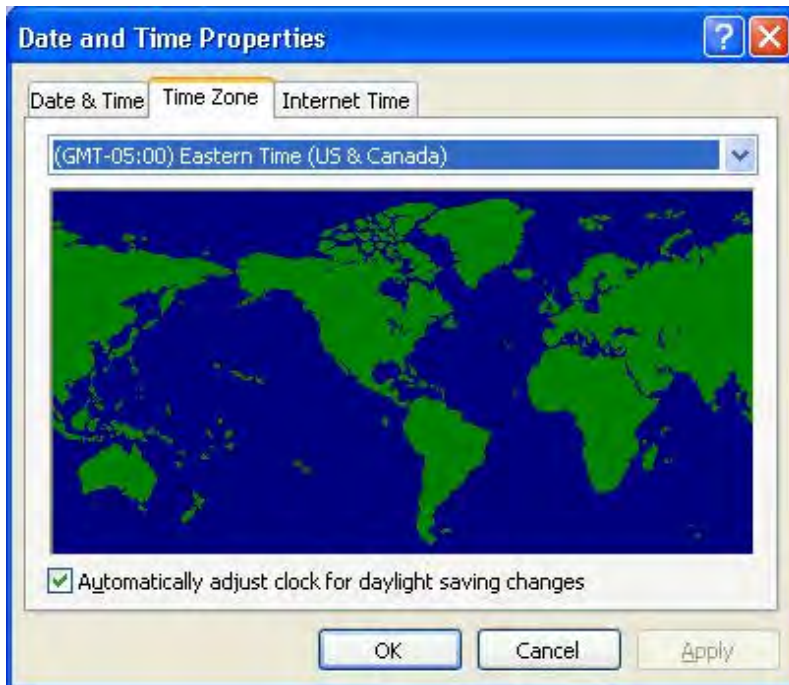 Date and Time Properties
Date & Time Time Zone Internet Time
(GMT-05:00) Eastern Time (US & Canada)
Automatically adjust clock for daylight saving changes
OK Cancel Apply